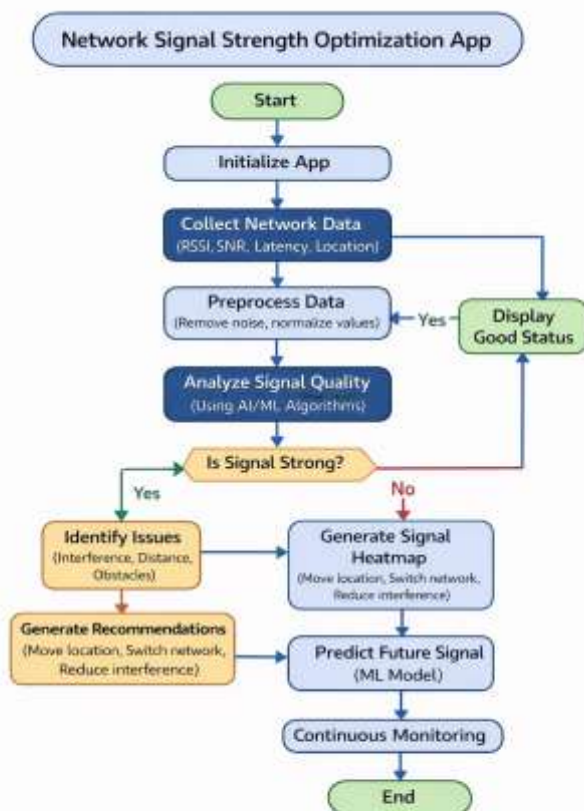 Network Signal Strength Optimization App
Start
Initialize App
Collect Network Data
(RSSI, SNR, Latency, Location)
Preprocess Data
(Remove noise, normalize values)
Yes
Display
Good Status
Analyze Signal Quality
(Using AI/ML Algorithms)
Is Signal Strong?
Yes
No
Identify Issues
(Interference, Distance,
Obstacles)
Generate Signal
Heatmap
(Move location, Switch network,
Reduce interference)
Generate Recommendations
(Move location, Switch network,
Reduce interference)
Predict Future Signal
(ML Model)
Continuous Monitoring
End